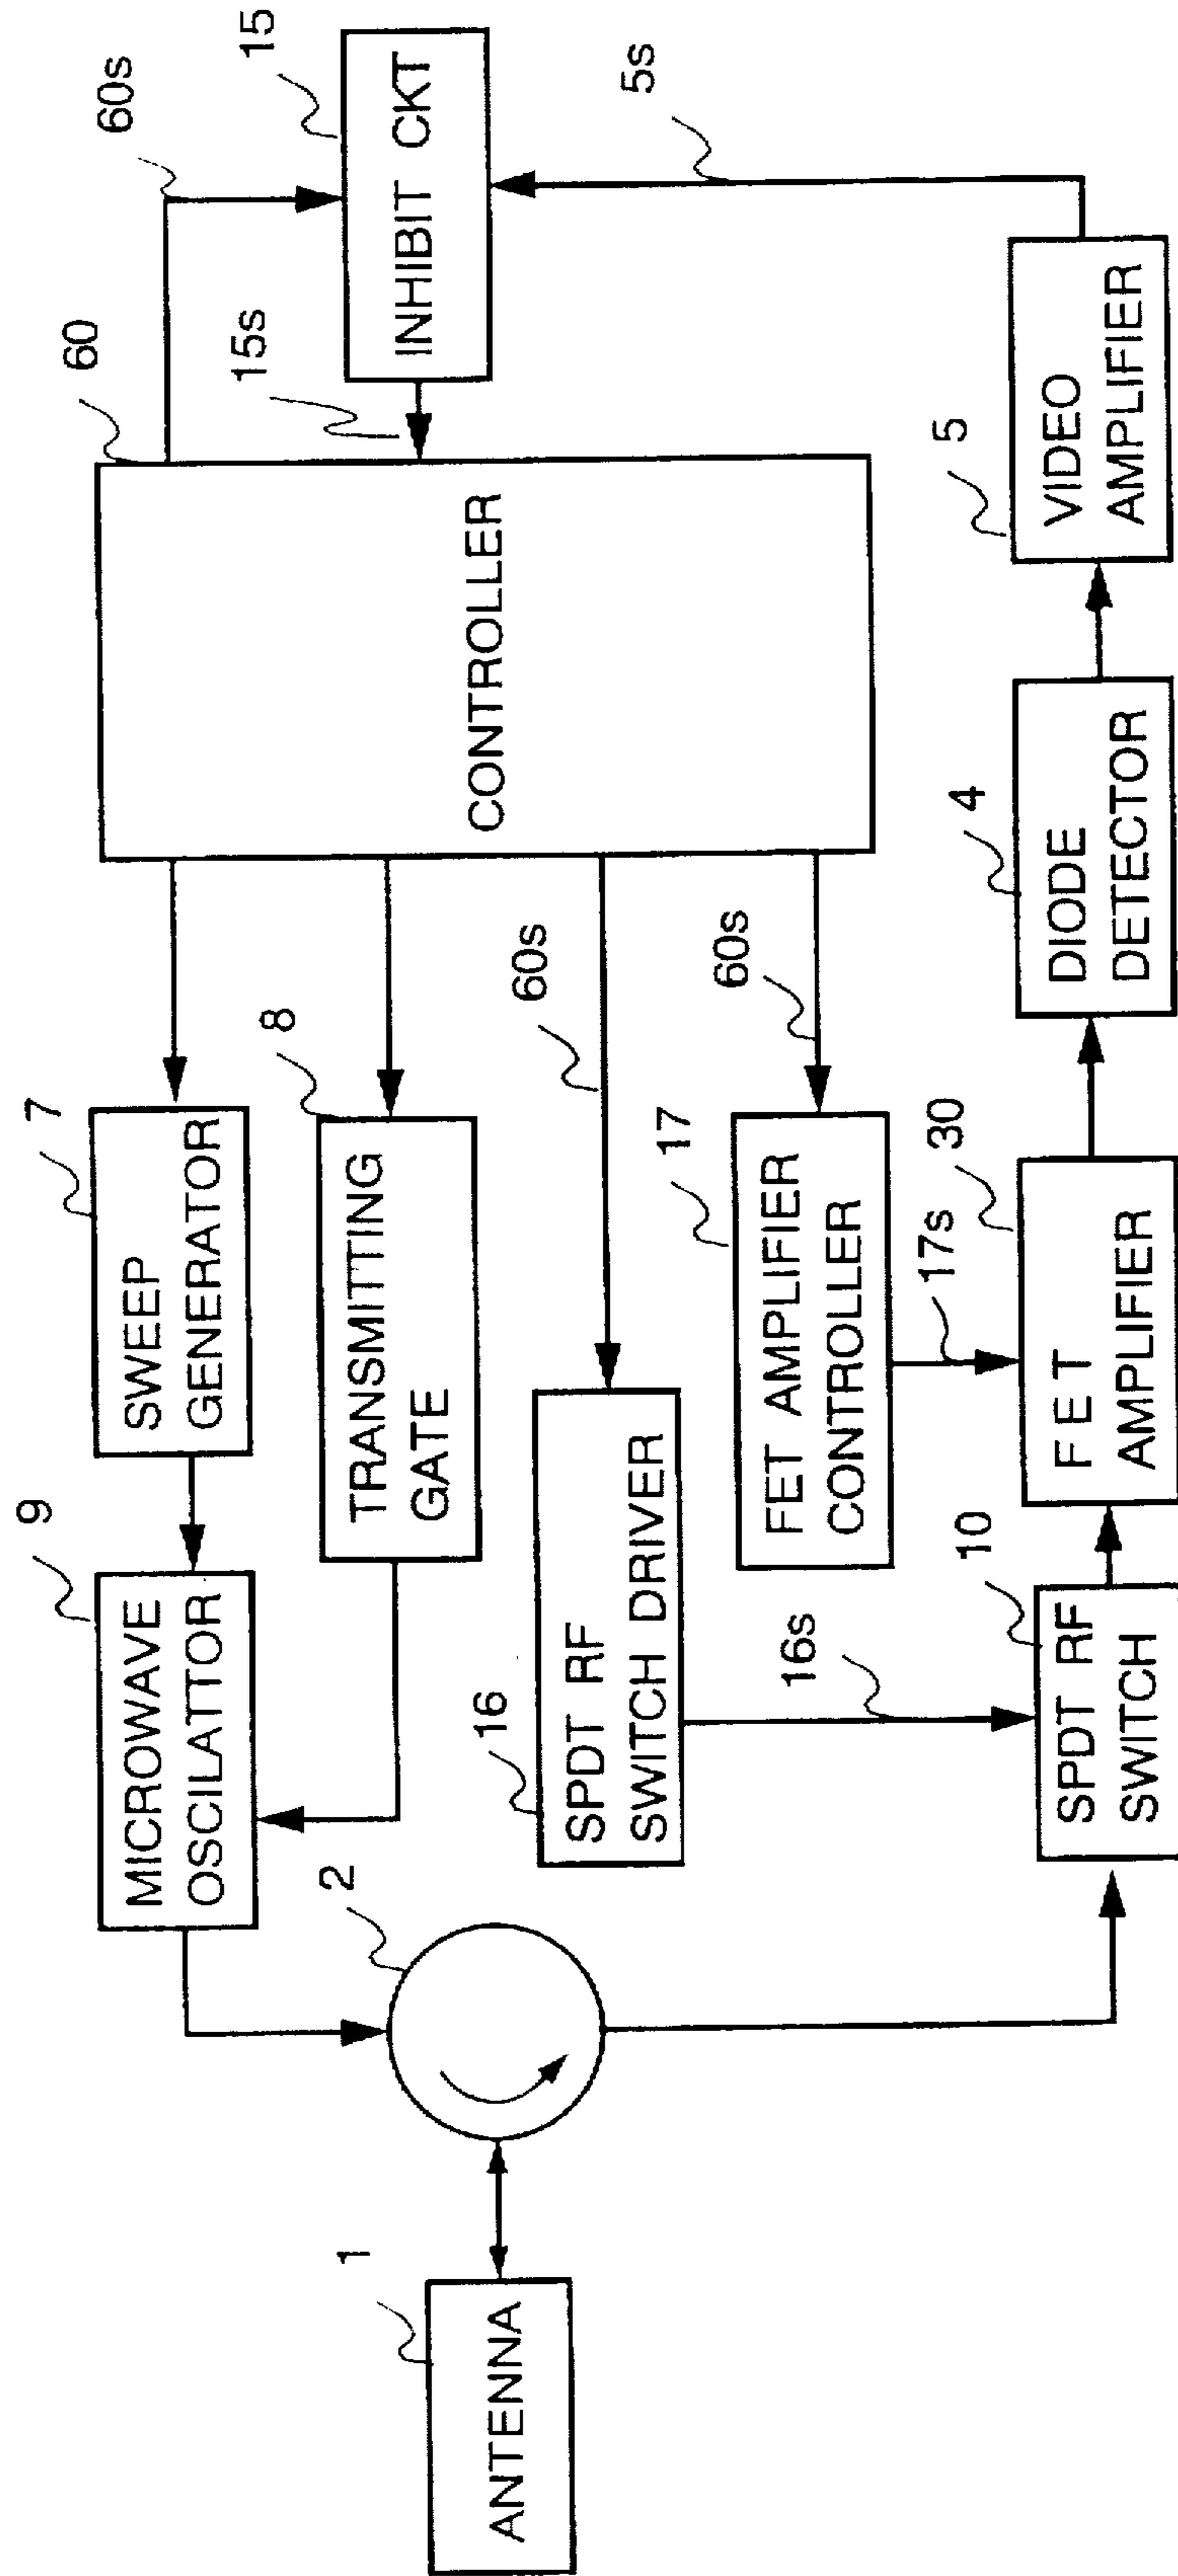 1
ANTENNA
2
9
MICROWAVE
OSCILATTOR
7
SWEEP
GENERATOR
8
TRANSMITTING
GATE
16
SPDT RF
SWITCH DRIVER
16s
17
FET AMPLIFIER
CONTROLLER
17s
10
SPDT RF
SWITCH
30
F E T
AMPLIFIER
4
DIODE
DETECTOR
5
VIDEO
AMPLIFIER
5s
60
CONTROLLER
60s
60s
60s
15s
15
INHIBIT CKT